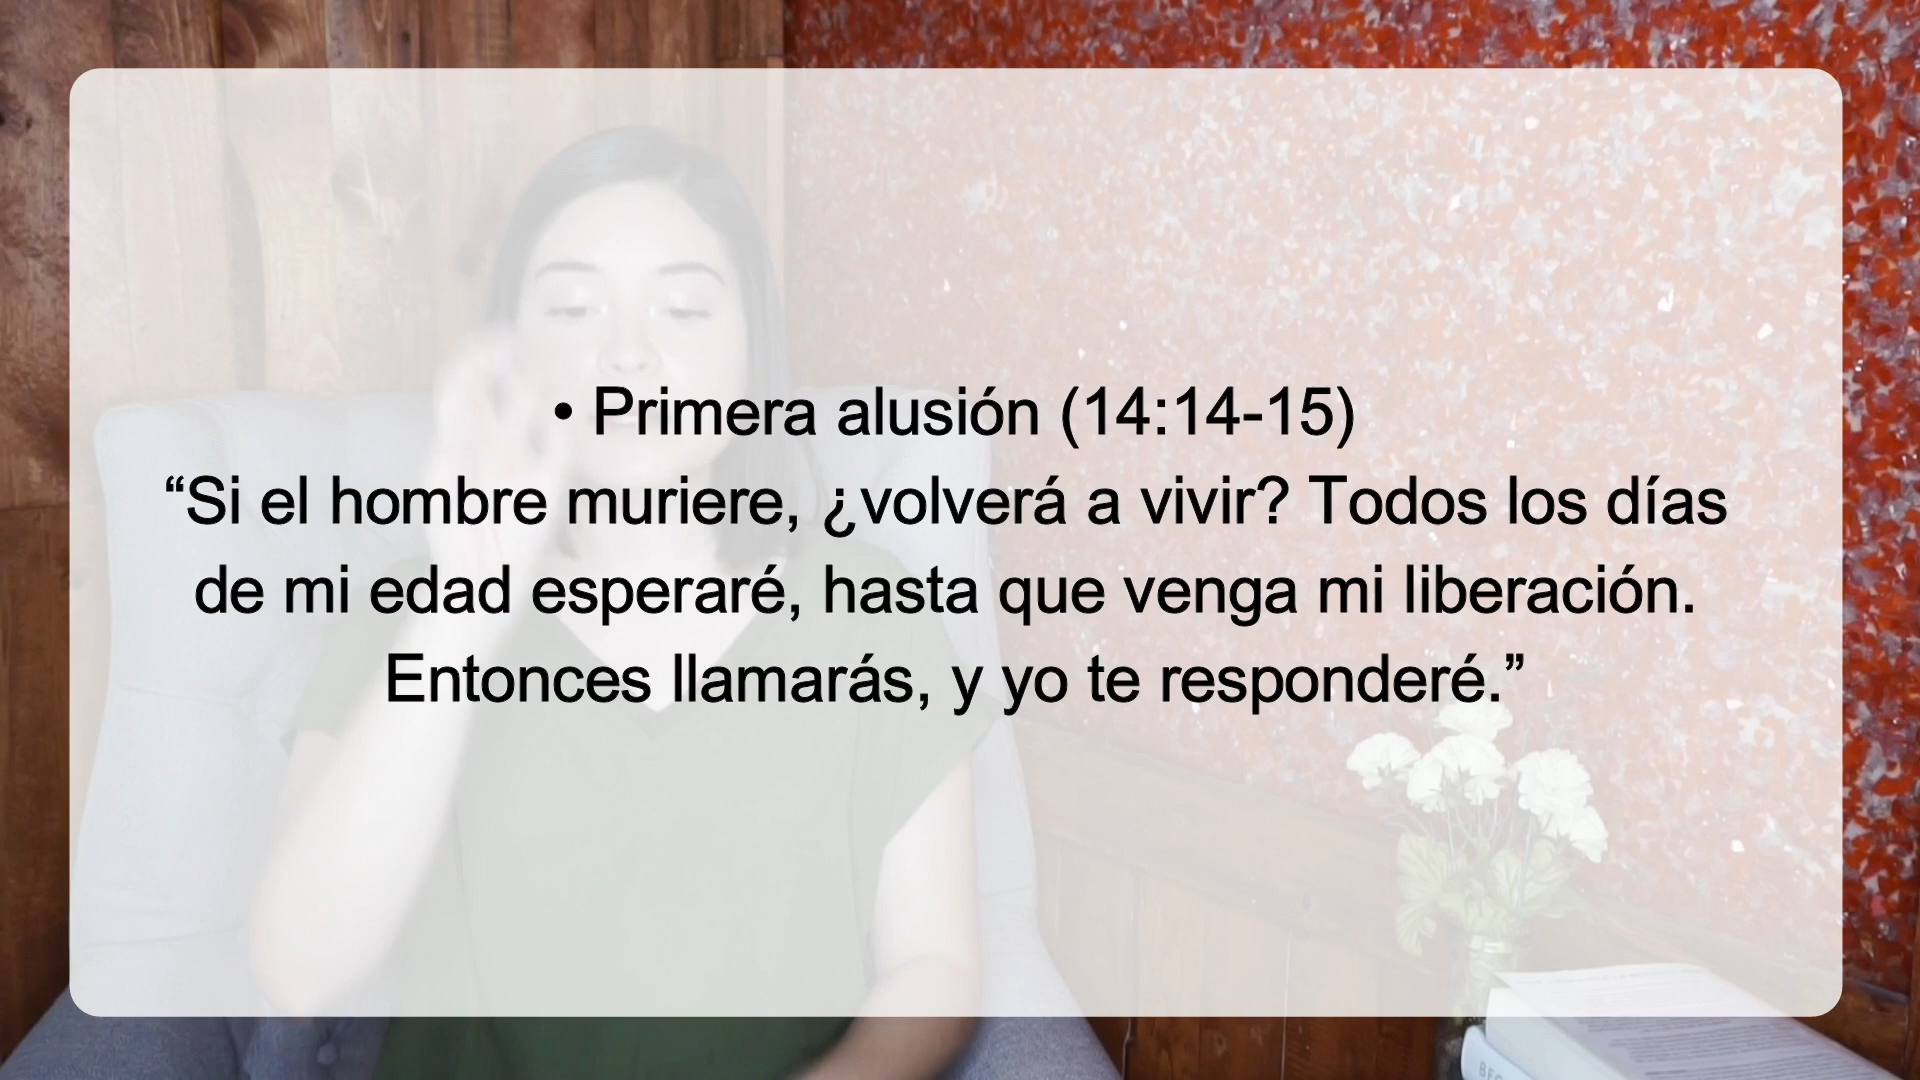 • Primera alusión (14:14-15)
“Si el hombre muriere, ¿volverá a vivir? Todos los días
de mi edad esperaré, hasta que venga mi liberación.
Entonces llamarás, y yo te responderé.”